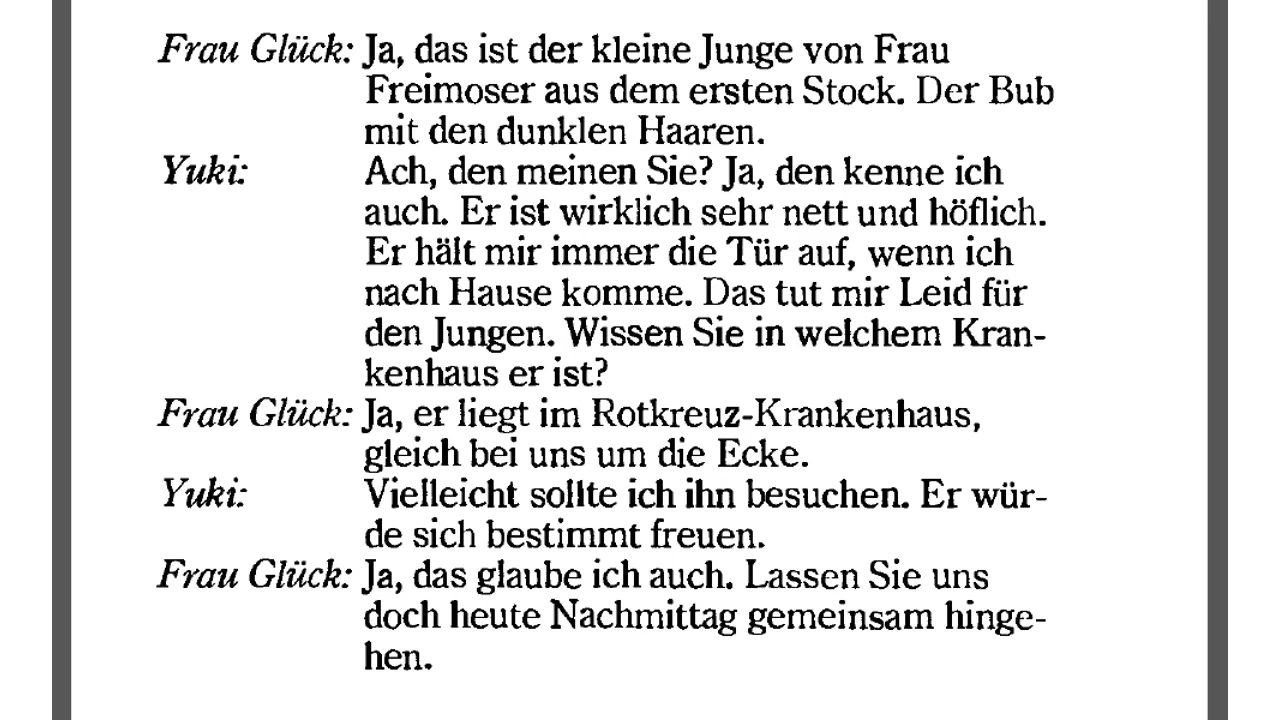 Frau Glück: Ja, das ist der kleine Junge von Frau
Freimoser aus dem ersten Stock. Der Bub
mit den dunklen Haaren.
Yuki: Ach, den meinen Sie? Ja, den kenne ich
auch. Er ist wirklich sehr nett und höflich.
Er hält mir immer die Tür auf, wenn ich
nach Hause komme. Das tut mir Leid für
den Jungen. Wissen Sie in welchem Kran-
kenhaus er ist?
Frau Glück: Ja, er liegt im Rotkreuz-Krankenhaus,
gleich bei uns um die Ecke.
Yuki: Vielleicht sollte ich ihn besuchen. Er wür-
de sich bestimmt freuen.
Frau Glück: Ja, das glaube ich auch. Lassen Sie uns
doch heute Nachmittag gemeinsam hinge-
hen.